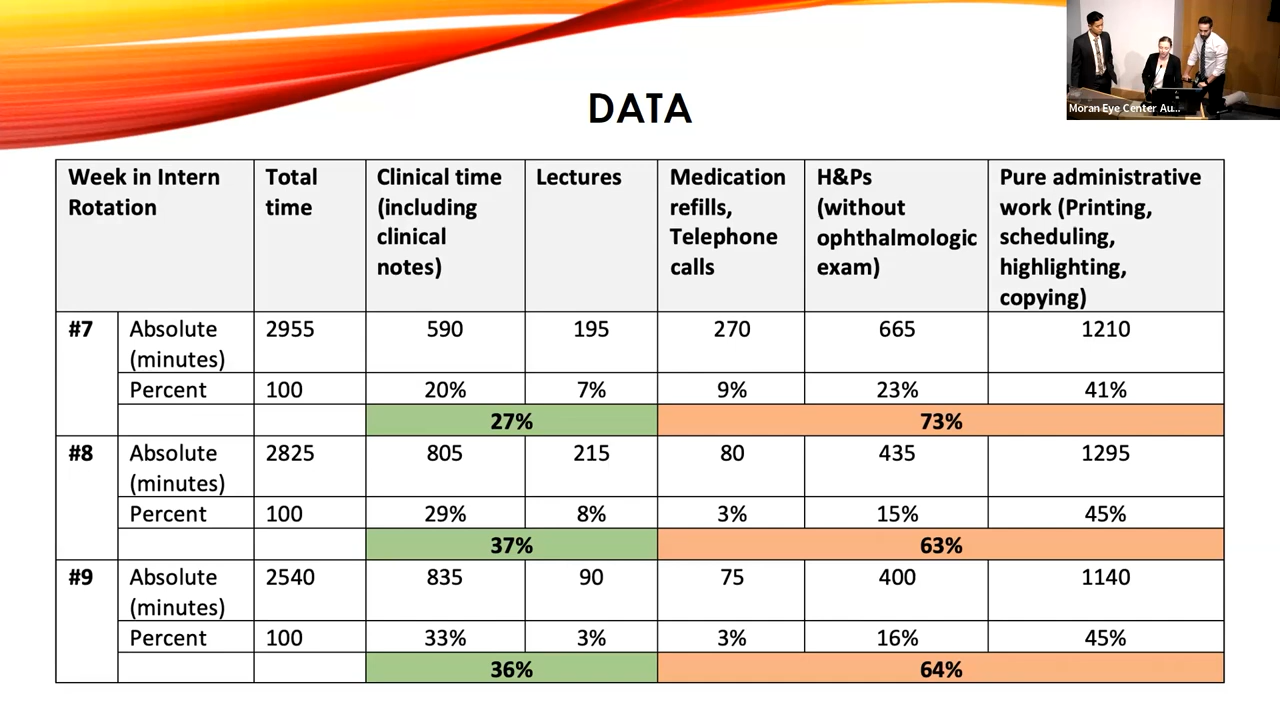 Moran Eye Center Au...
DATA
Week in Intern Rotation Total time Clinical time (including clinical notes) Lectures Medication refills, Telephone calls H&Ps (without ophthalmologic exam) Pure administrative work (Printing, scheduling, highlighting, copying)
#7 Absolute (minutes) 2955 590 195 270 665 1210
Percent 100 20% 7% 9% 23% 41%
27% 73%
#8 Absolute (minutes) 2825 805 215 80 435 1295
Percent 100 29% 8% 3% 15% 45%
37% 63%
#9 Absolute (minutes) 2540 835 90 75 400 1140
Percent 100 33% 3% 3% 16% 45%
36% 64%